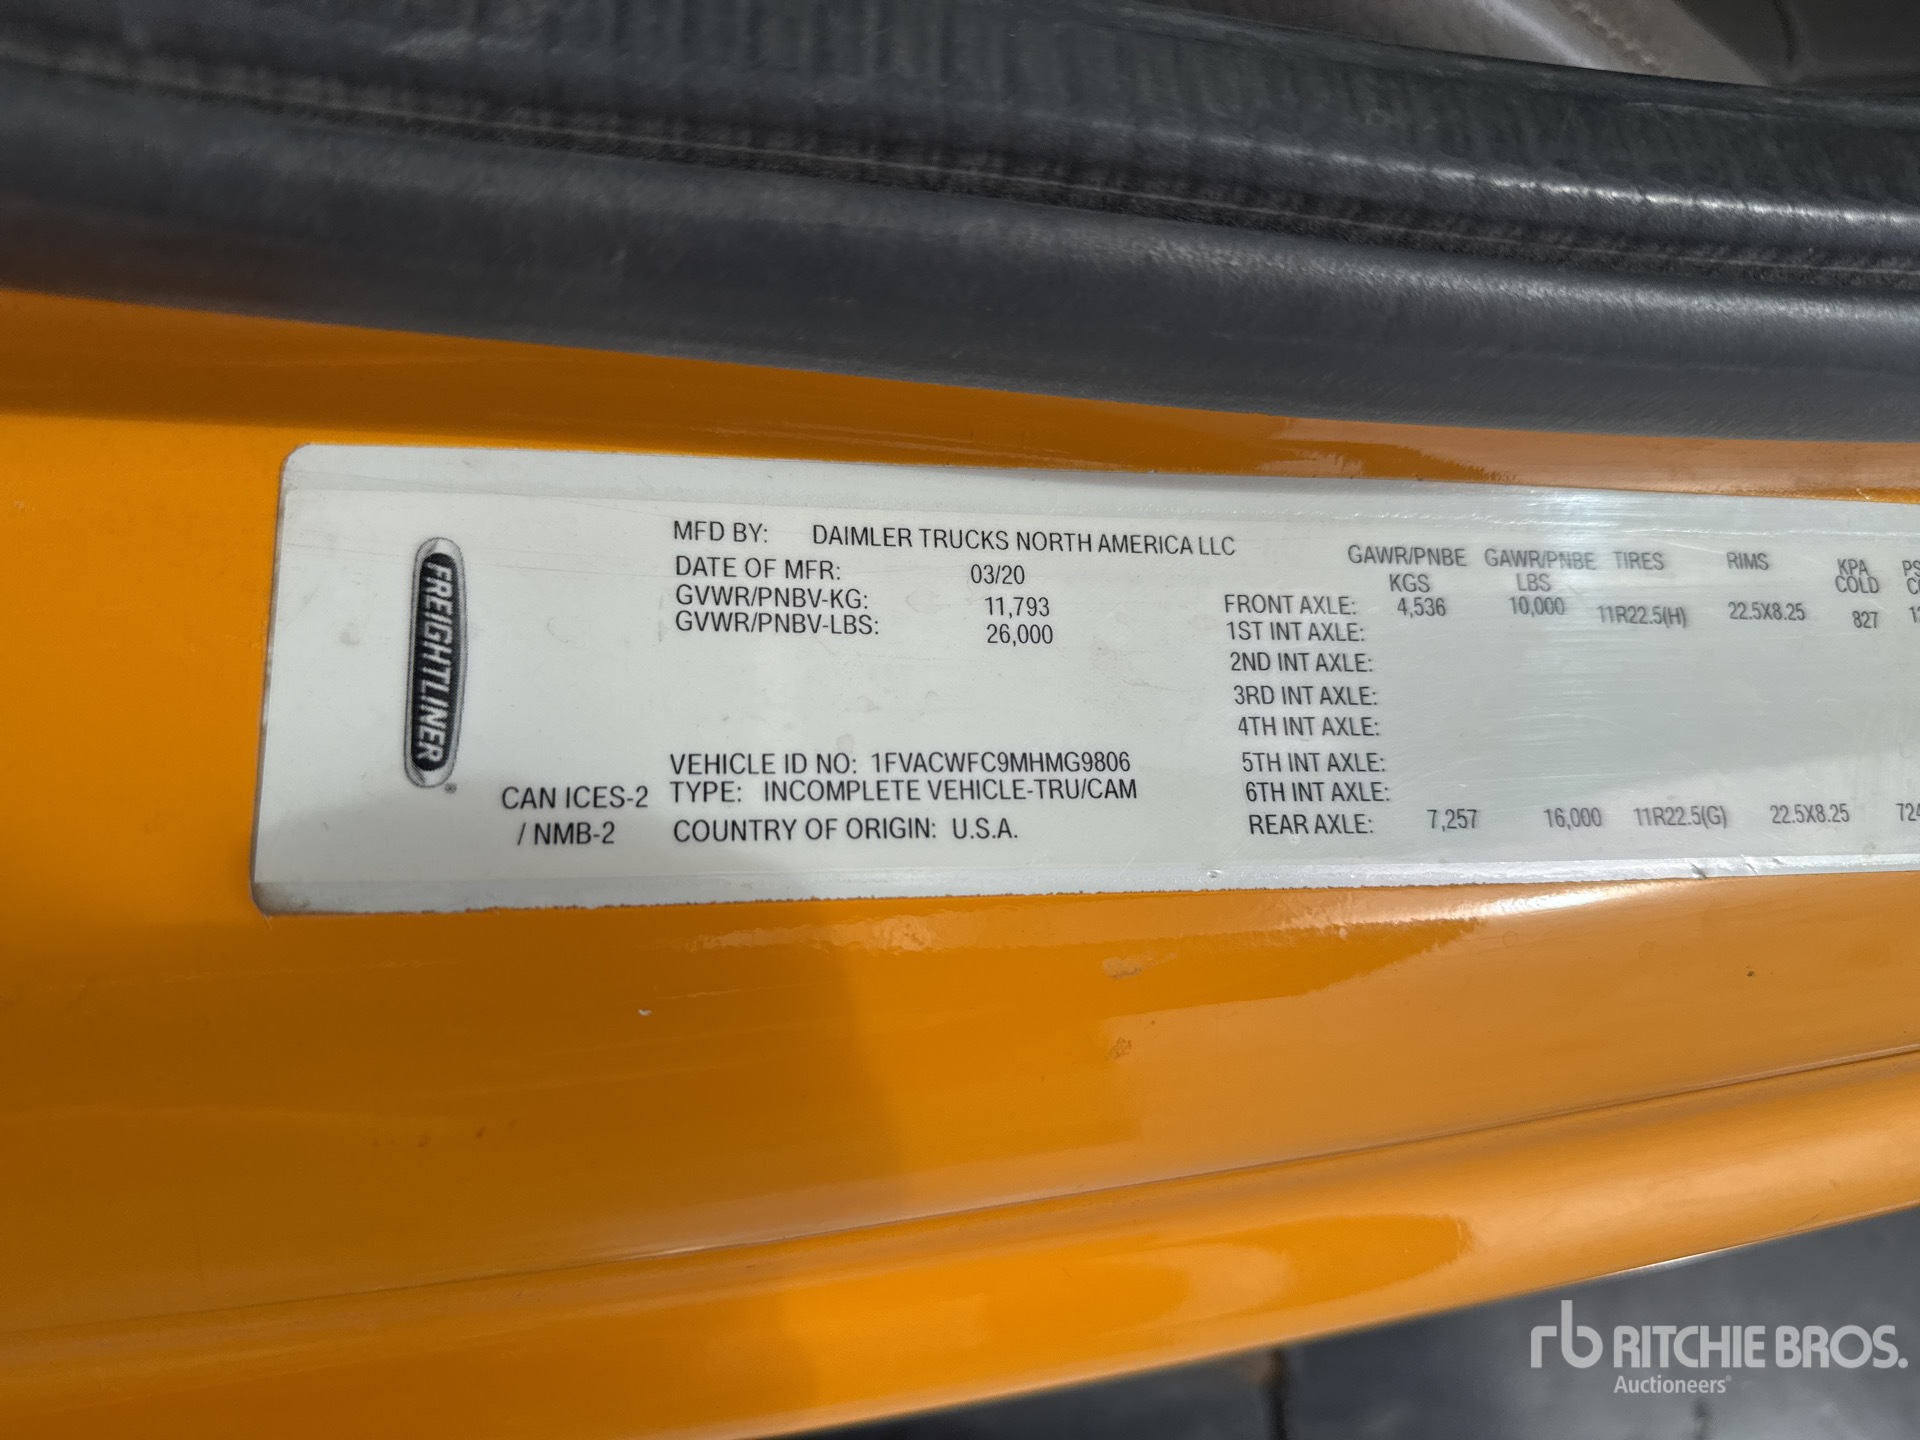 FREIGHTLINER
MFD BY: DAIMLER TRUCKS NORTH AMERICA LLC
DATE OF MFR: 03/20
GVWR/PNBV-KG: 11,793
GVWR/PNBV-LBS: 26,000
VEHICLE ID NO: 1FVACWFC9MHMG9806
CAN ICES-2 TYPE: INCOMPLETE VEHICLE-TRU/CAM
/ NMB-2 COUNTRY OF ORIGIN: U.S.A.
GAWR/PNBE GAWR/PNBE TIRES RIMS KPA
KGS LBS COLD
FRONT AXLE: 4,536 10,000 11R22.5(H) 22.5X8.25 827
1ST INT AXLE:
2ND INT AXLE:
3RD INT AXLE:
4TH INT AXLE:
5TH INT AXLE:
6TH INT AXLE:
REAR AXLE: 7,257 16,000 11R22.5(G) 22.5X8.25 724
rb RITCHIE BROS.
Auctioneers